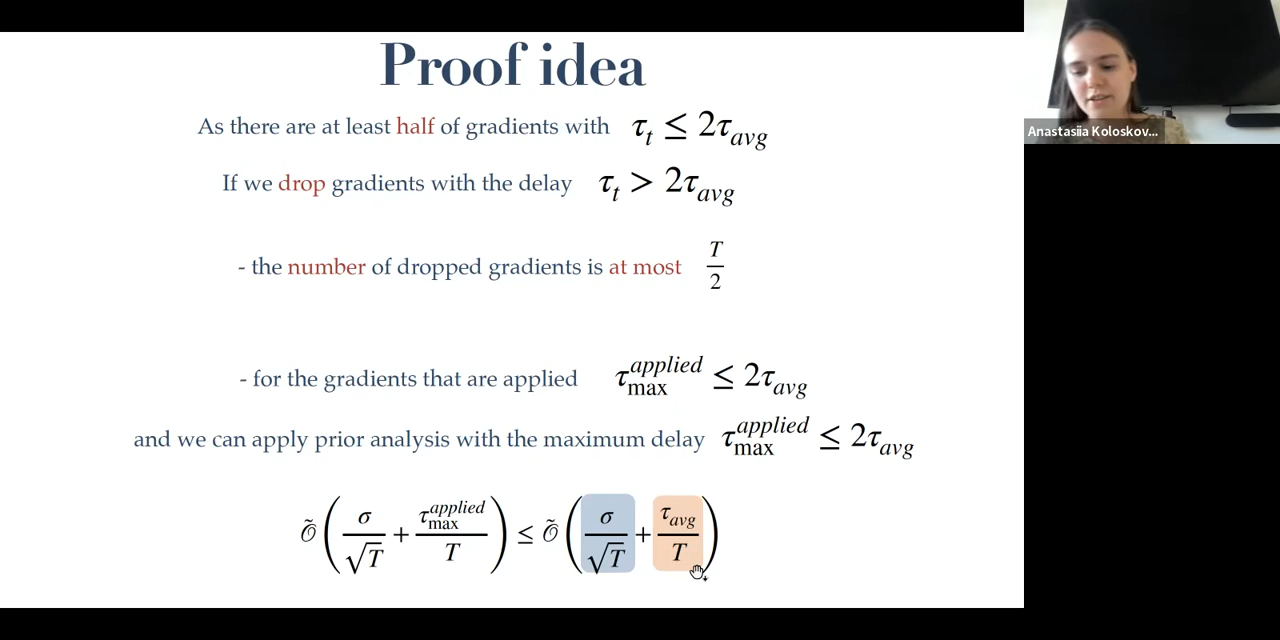 Proof idea
As there are at least half of gradients with τ_t ≤ 2τ_avg
If we drop gradients with the delay τ_t > 2τ_avg
- the number of dropped gradients is at most T/2
- for the gradients that are applied τ_max^applied ≤ 2τ_avg
and we can apply prior analysis with the maximum delay τ_max^applied ≤ 2τ_avg
Õ(σ/√T + τ_max^applied/T) ≤ Õ(σ/√T + τ_avg/T)
Anastasiia Koloskov...